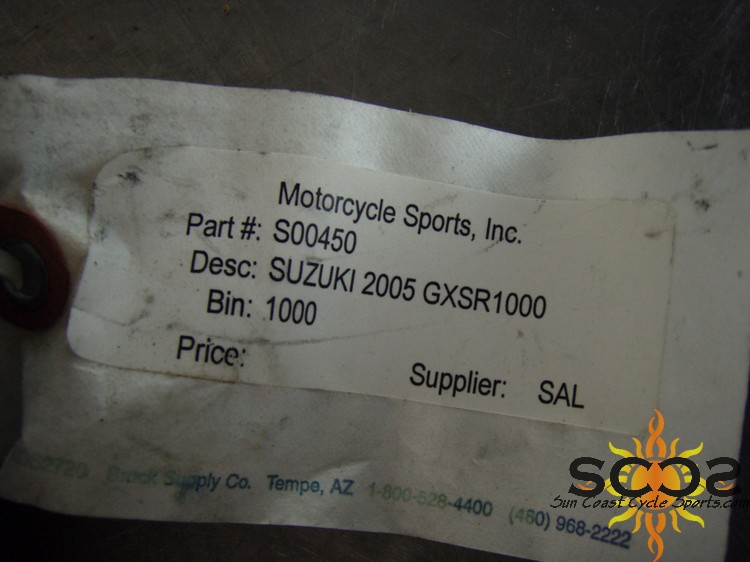 Motorcycle Sports, Inc.
Part #: S00450
Desc: SUZUKI 2005 GXSR1000
Bin: 1000
Price:
Supplier: SAL
Brock Supply Co. Tempe, AZ 1-800-528-4400 (480) 968-2222
SCCS
Sun Coast Cycle Sports.com